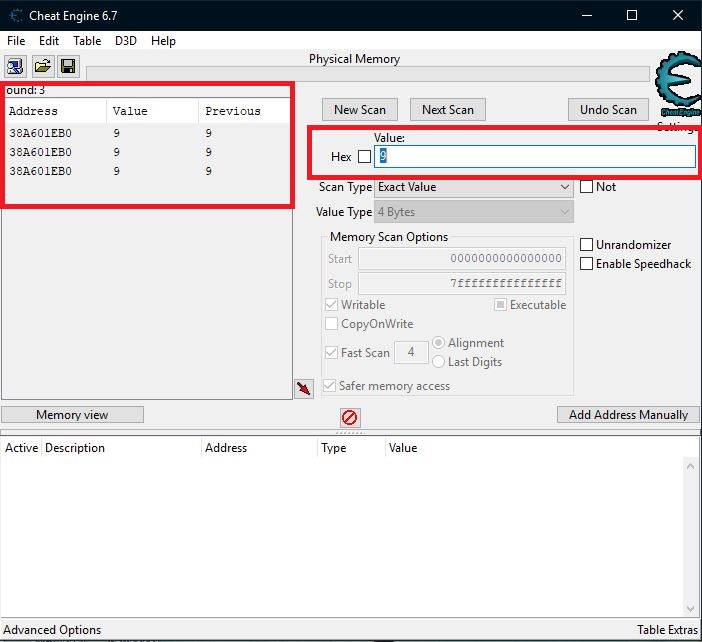 Cheat Engine 6.7
File Edit Table D3D Help
Physical Memory
ound: 3
Address Value Previous
38A601EB0 9 9
38A601EB0 9 9
38A601EB0 9 9
New Scan Next Scan Undo Scan
Cheat Engine
Settings
Value:
Hex 9
Scan Type Exact Value Not
Value Type 4 Bytes
Memory Scan Options
Start 0000000000000000
Stop 7fffffffffffffff
Writable Executable
CopyOnWrite
Fast Scan 4 Alignment
Last Digits
Safer memory access
Unrandomizer
Enable Speedhack
Memory view Add Address Manually
Active Description Address Type Value
Advanced Options Table Extras